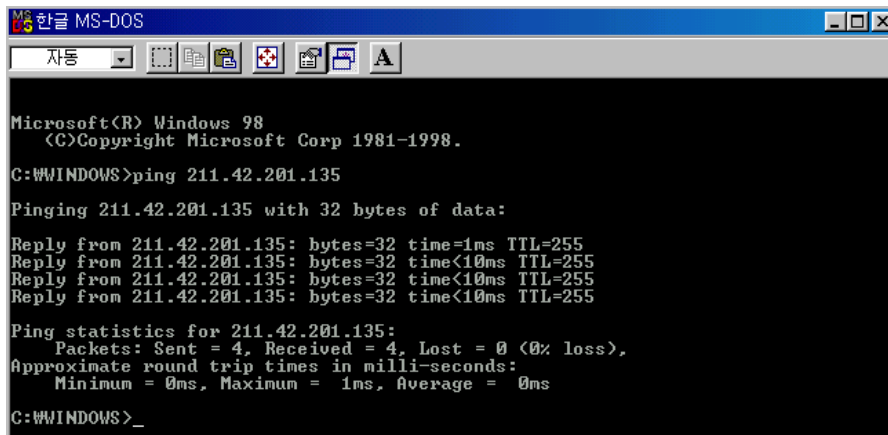 한글 MS-DOS
자동
A
Microsoft(R) Windows 98
(C)Copyright Microsoft Corp 1981-1998.
C:₩WINDOWS>ping 211.42.201.135
Pinging 211.42.201.135 with 32 bytes of data:
Reply from 211.42.201.135: bytes=32 time=1ms TTL=255
Reply from 211.42.201.135: bytes=32 time<10ms TTL=255
Reply from 211.42.201.135: bytes=32 time<10ms TTL=255
Reply from 211.42.201.135: bytes=32 time<10ms TTL=255
Ping statistics for 211.42.201.135:
Packets: Sent = 4, Received = 4, Lost = 0 (0% loss),
Approximate round trip times in milli-seconds:
Minimum = 0ms, Maximum =  1ms, Average =  0ms
C:₩WINDOWS>_